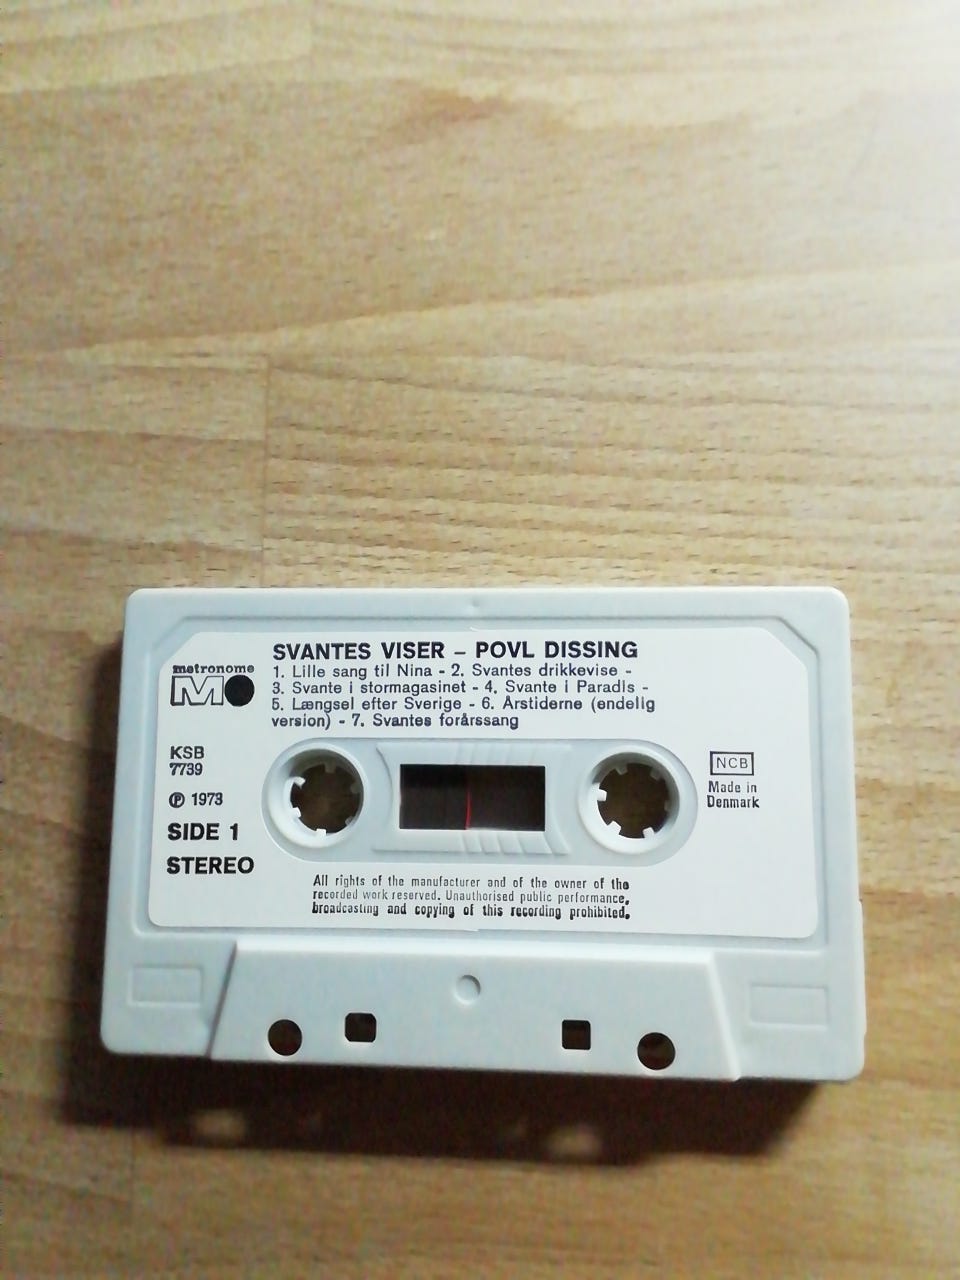 SVANTES VISER – POVL DISSING
1. Lille sang til Nina - 2. Svantes drikkevise -
3. Svante i stormagasinet - 4. Svante i Paradis -
5. Længsel efter Sverige - 6. Årstiderne (endelig
version) - 7. Svantes forårssang
metronome
M
KSB
7739
℗ 1973
SIDE 1
STEREO
NCB
Made in
Denmark
All rights of the manufacturer and of the owner of the
recorded work reserved. Unauthorised public performance,
broadcasting and copying of this recording prohibited.